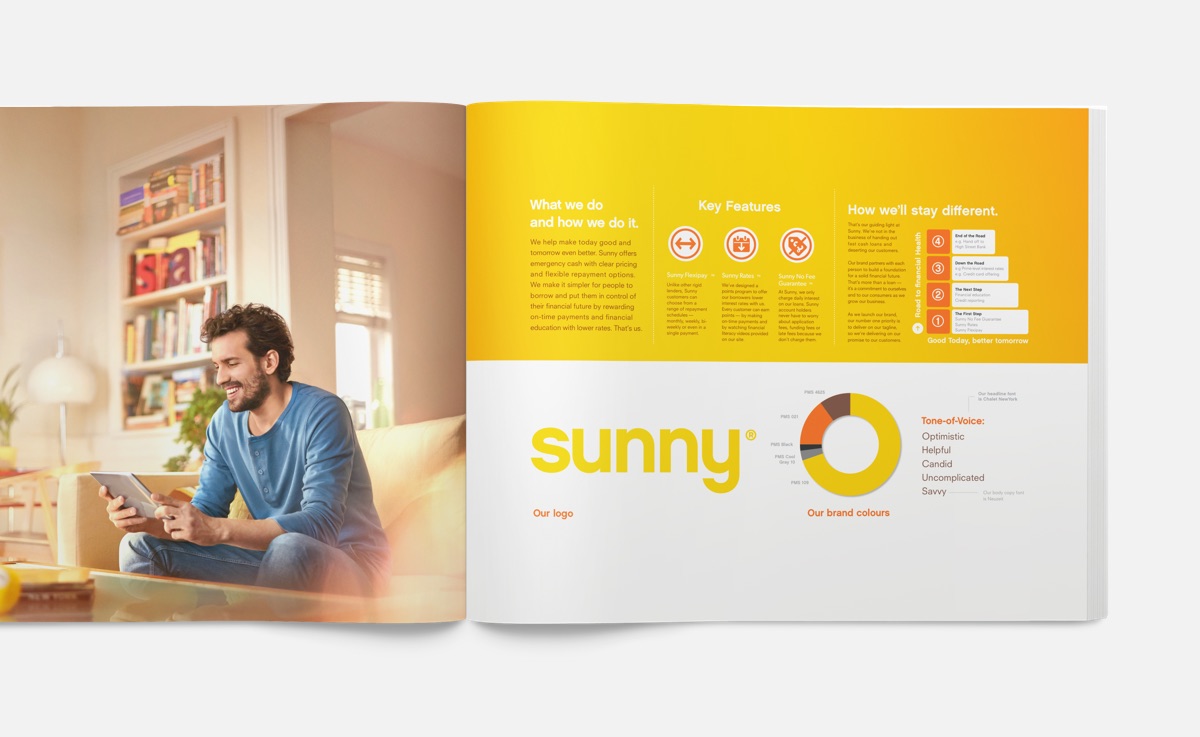 What we do
and how we do it.
We help make today good and
tomorrow even better. Sunny offers
emergency cash with clear pricing
and flexible repayment options.
We make it simpler for people to
borrow and put them in control of
their financial future by rewarding
on-time payments and financial
education with lower rates. That's us.
Key Features
Sunny Flexipay ~
Unlike other rigid
lenders, Sunny
customers can
choose from a
range of repayment
schedules —
monthly, weekly, bi-
weekly or even in a
single payment.
Sunny Rates ~
We've designed a
points program to offer
our borrowers lower
interest rates with us.
Every customer can earn
points — by making
on-time payments and
by watching financial
literacy videos provided
on our site.
Sunny No Fee
Guarantee ~
At Sunny, we only
charge daily interest
on our loans. Sunny
account holders
never have to worry
about application
fees, funding fees or
late fees because we
don't charge them
How we'll stay different.
That's our guiding light at
Sunny. We're not in the
business of handing out
fast cash loans and
deserting our customers.
Our brand partners with each
person to build a foundation
for a solid financial future.
That's more than a loan —
it's a commitment to ourselves
and to our consumers as we
grow our business.
As we launch our brand,
our number one priority is
to deliver on our tagline,
so we're delivering on our
promise to our customers.
Road to financial Health
4
End of the Road
e.g. Hand off to
High Street Bank
3
Down the Road
e.g Prime and based rates
e.g. Credit card offering
2
The Next Step
Financial education
Credit reporting
1
The First Step
Sunny No Fee Guarantee
Sunny Rates
Sunny Flexipay
Good Today, better tomorrow
sunny®
Our logo
PMS 4625
PMS 021
PMS Black
PMS Cool
Gray 10
PMS 109
Our brand colours
Our headline font
is Chalet NewYork
Tone-of-Voice:
Optimistic
Helpful
Candid
Uncomplicated
Savvy
Our body copy font
is Neuzeit